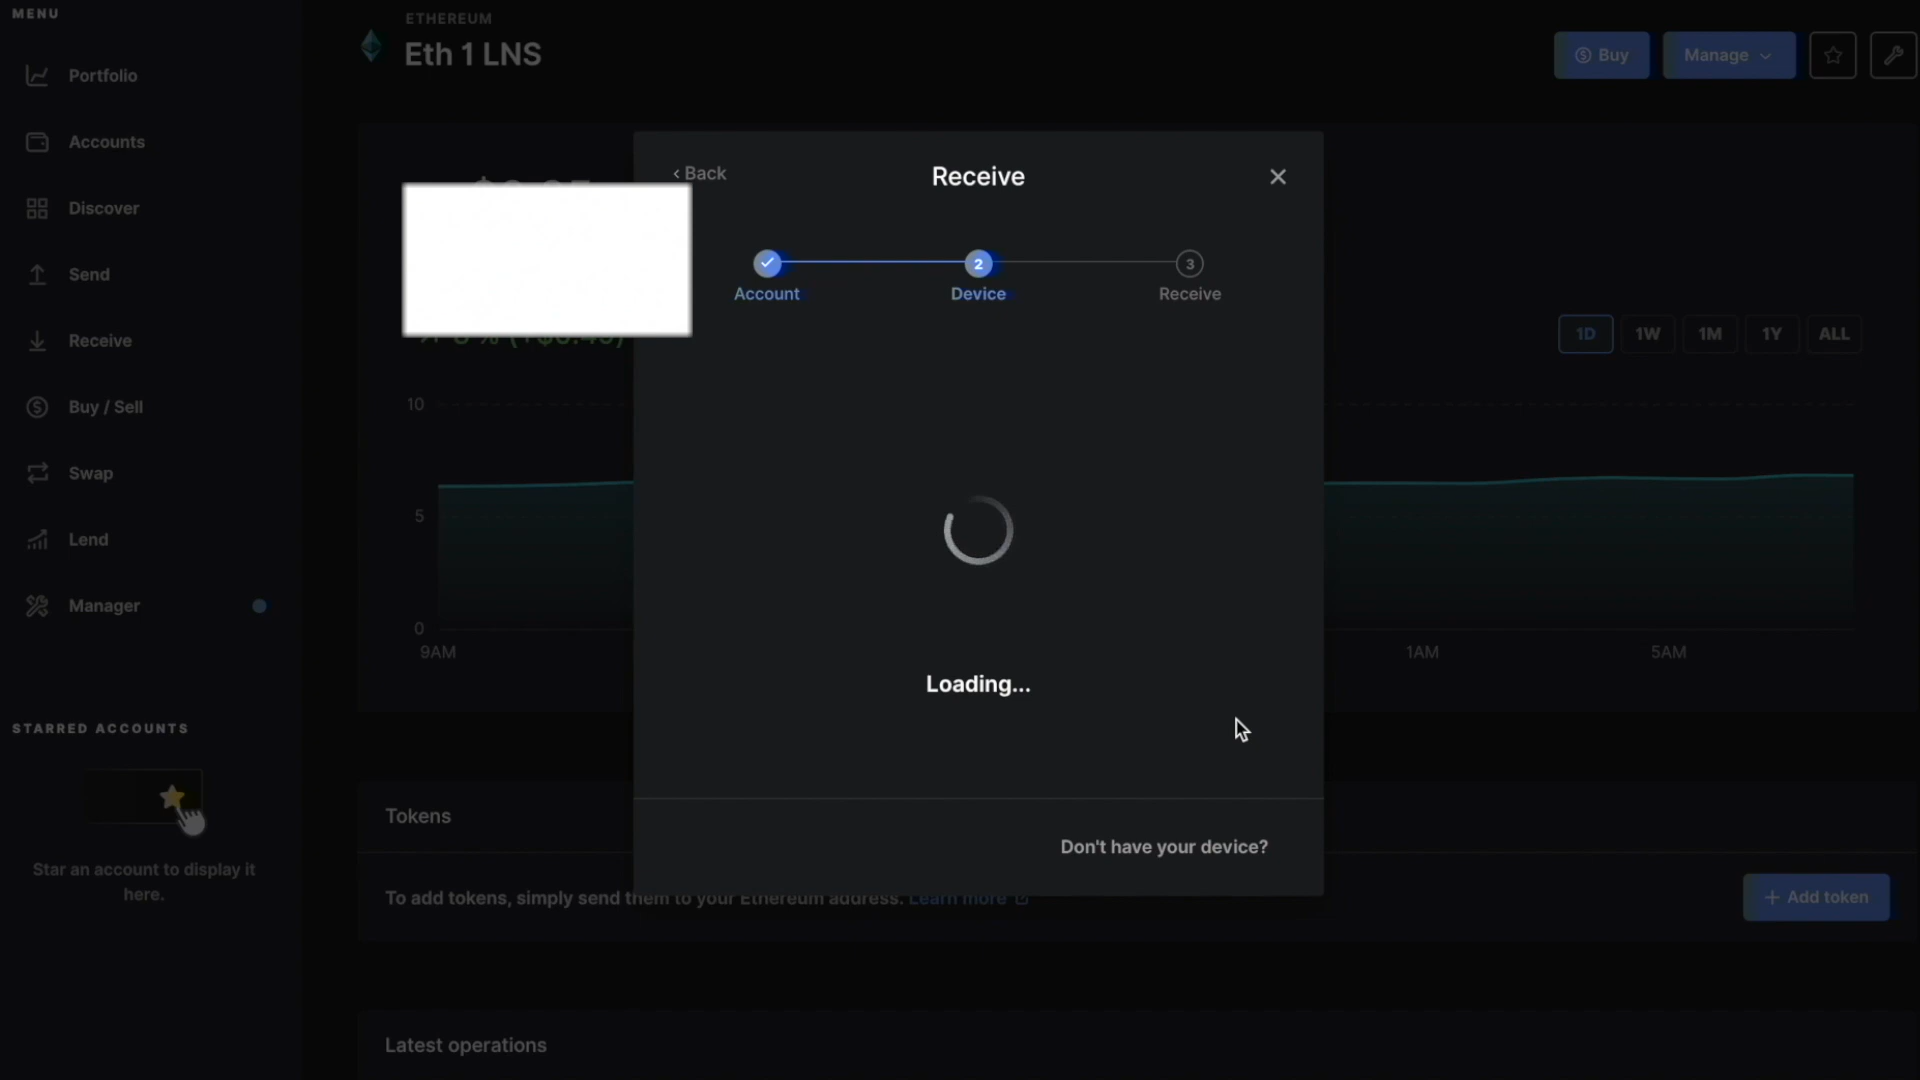 MENU
Portfolio
Accounts
Discover
Send
Receive
Buy / Sell
Swap
Lend
Manager
STARRED ACCOUNTS
Star an account to display it
here.
ETHEREUM
Eth 1 LNS
Buy
Manage
‹ Back
Receive
2
3
Account
Device
Receive
Loading...
Don't have your device?
1D
1W
1M
1Y
ALL
10
5
0
9AM
1AM
5AM
Tokens
To add tokens, simply send them to your Ethereum address. Learn more
+ Add token
Latest operations